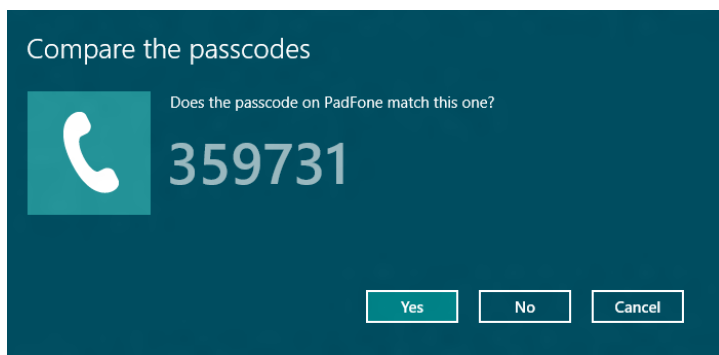 Compare the passcodes
Does the passcode on PadFone match this one?
359731
Yes No Cancel